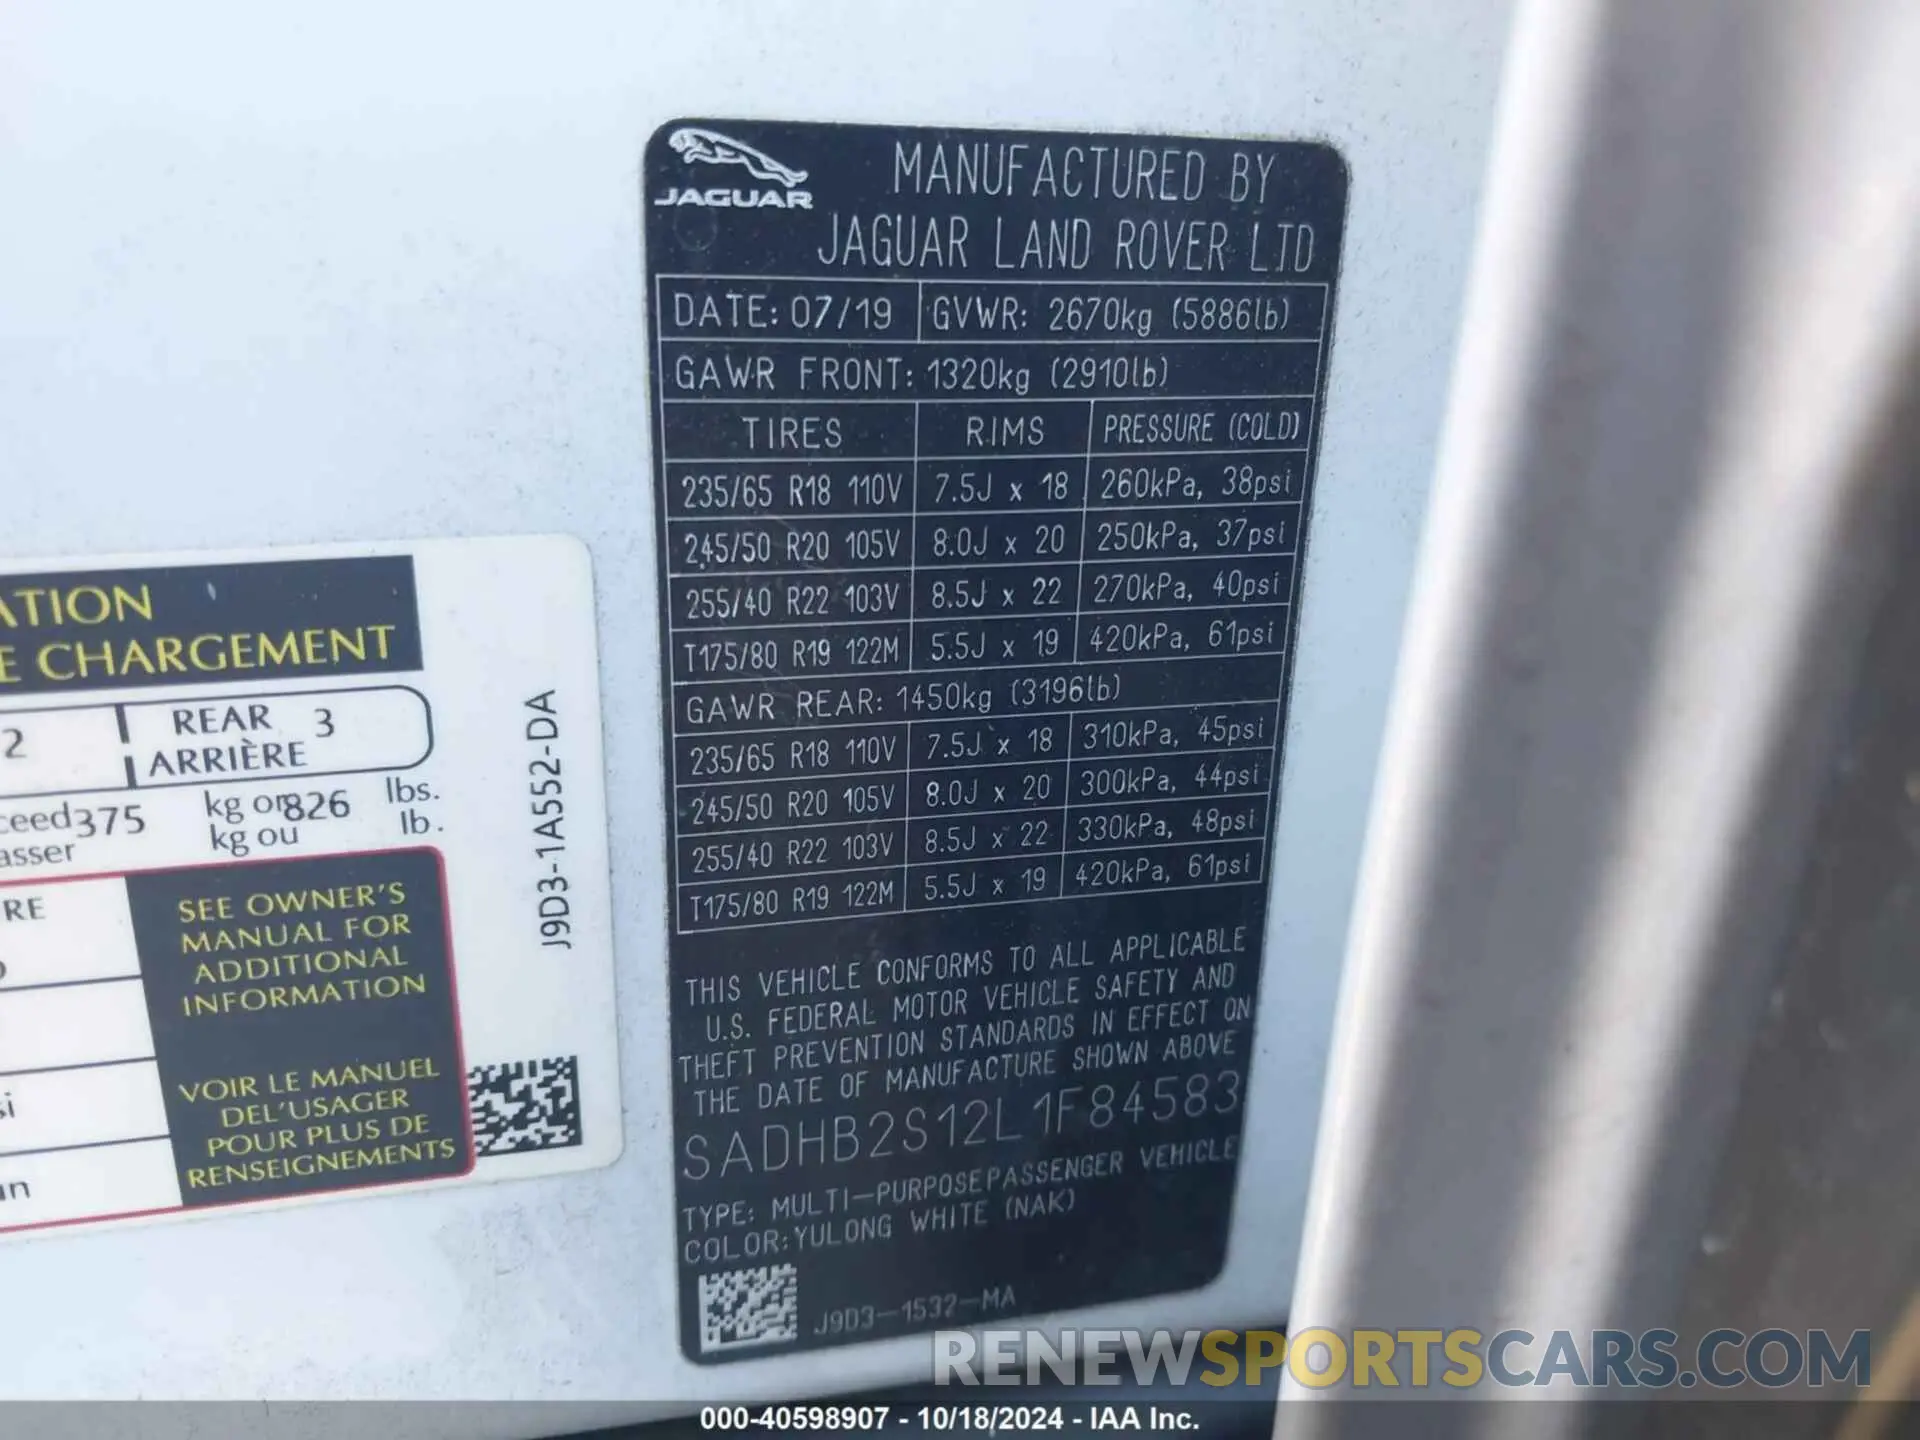 JAGUAR
MANUFACTURED BY
JAGUAR LAND ROVER LTD
DATE: 07/19 GVWR: 2670kg (5886lb)
GAWR FRONT: 1320kg (2910lb)
TIRES RIMS PRESSURE (COLD)
235/65 R18 110V 7.5J x 18 260kPa, 38psi
245/50 R20 105V 8.0J x 20 250kPa, 37psi
255/40 R22 103V 8.5J x 22 270kPa, 40psi
T175/80 R19 122M 5.5J x 19 420kPa, 61psi
GAWR REAR: 1450kg (3196lb)
235/65 R18 110V 7.5J x 18 310kPa, 45psi
245/50 R20 105V 8.0J x 20 300kPa, 44psi
255/40 R22 103V 8.5J x 22 330kPa, 48psi
T175/80 R19 122M 5.5J x 19 420kPa, 61psi
THIS VEHICLE CONFORMS TO ALL APPLICABLE
U.S. FEDERAL MOTOR VEHICLE SAFETY AND
THEFT PREVENTION STANDARDS IN EFFECT ON
THE DATE OF MANUFACTURE SHOWN ABOVE
SADHB2S12L1F84583
TYPE: MULTI-PURPOSE PASSENGER VEHICLE
COLOR: YULONG WHITE (NAK)
J9D3-1532-MA
ATION
E CHARGEMENT
2 REAR 3
ARRIÈRE
ceed 375 kg or 826 lbs.
asser kg ou lb.
RE
SEE OWNER'S
MANUAL FOR
ADDITIONAL
INFORMATION
VOIR LE MANUEL
DEL'USAGER
POUR PLUS DE
RENSEIGNEMENTS
si
an
J9D3-1A552-DA
RENEWSPORTSCARS.COM
000-40598907 - 10/18/2024 - IAA Inc.